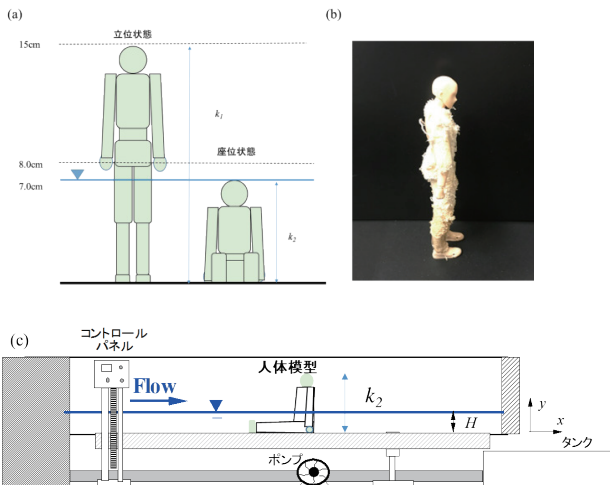 (a)
(b)
立位状態
15cm
k1
座位状態
8.0cm
7.0cm
k2
(c)
コントロール
パネル
人体模型
Flow
k2
H
y
x
タンク
ポンプ